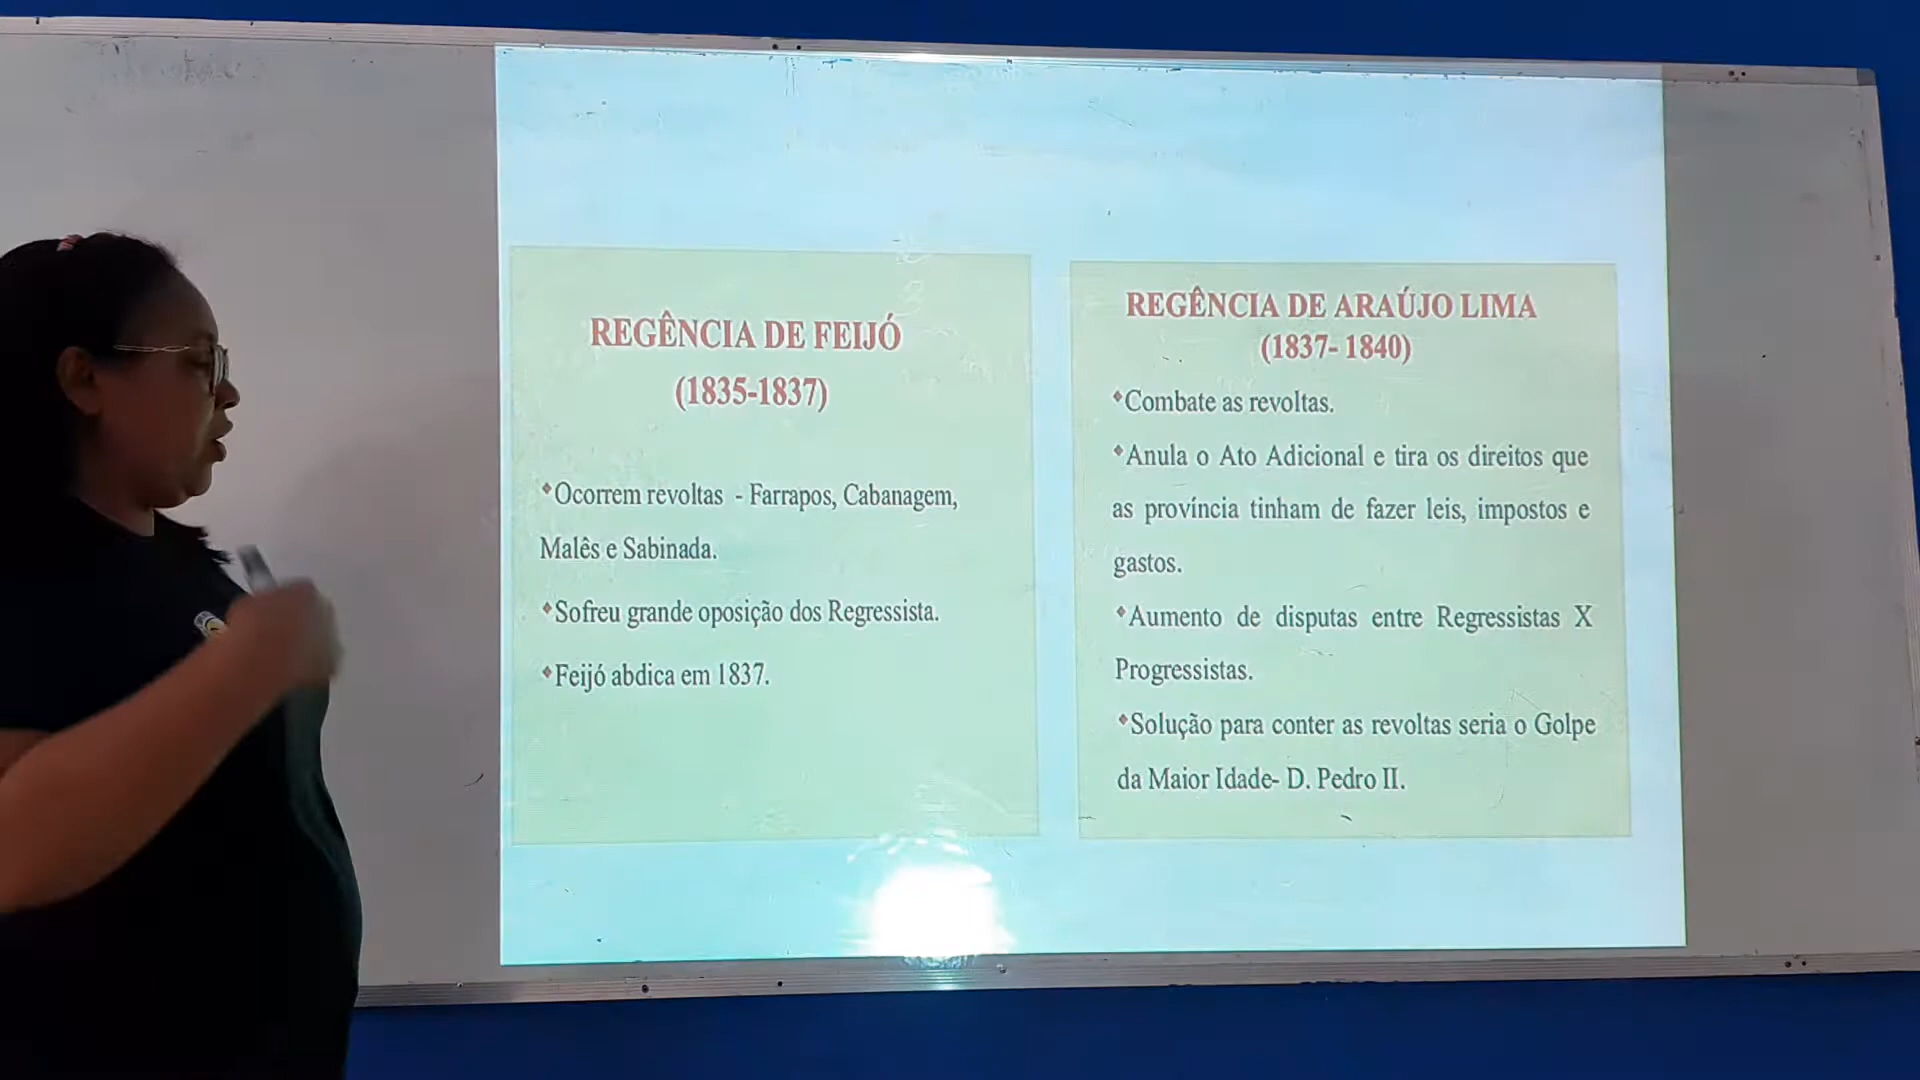 REGÊNCIA DE FEIJÓ
(1835-1837)
Ocorrem revoltas - Farrapos, Cabanagem,
Malês e Sabinada.
Sofreu grande oposição dos Regressista.
Feijó abdica em 1837.
REGÊNCIA DE ARAÚJO LIMA
(1837- 1840)
Combate as revoltas.
Anula o Ato Adicional e tira os direitos que
as província tinham de fazer leis, impostos e
gastos.
Aumento de disputas entre Regressistas X
Progressistas.
Solução para conter as revoltas seria o Golpe
da Maior Idade- D. Pedro II.